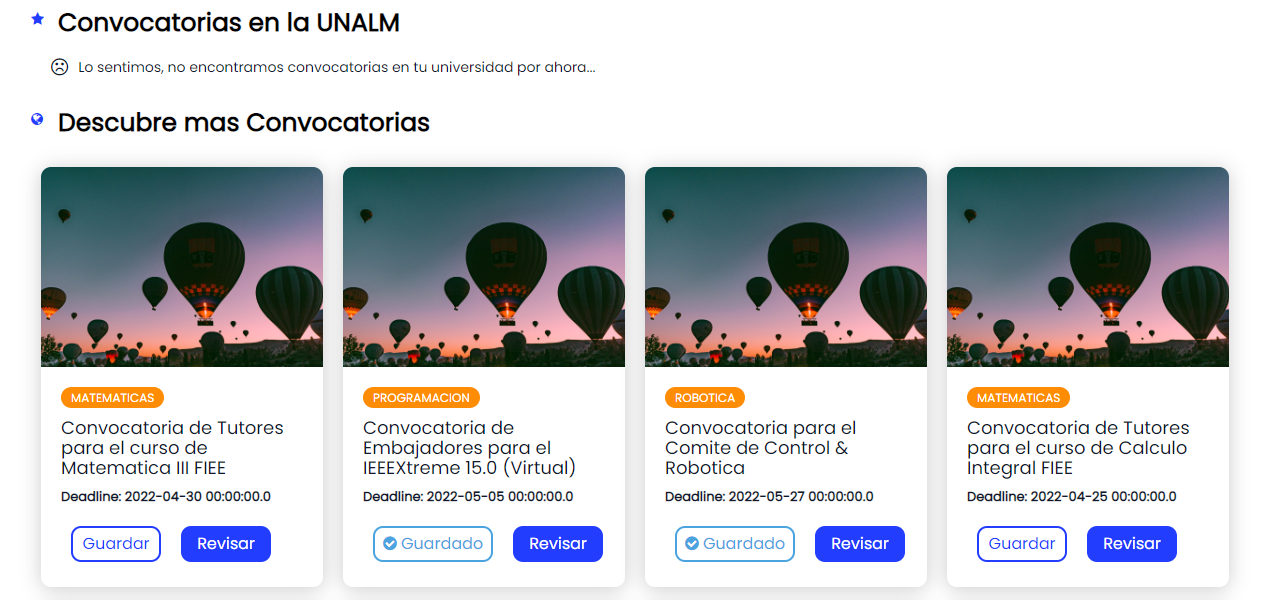 Convocatorias en la UNALM
Lo sentimos, no encontramos convocatorias en tu universidad por ahora...
Descubre mas Convocatorias
MATEMATICAS
Convocatoria de Tutores
para el curso de
Matematica III FIEE
Deadline: 2022-04-30 00:00:00.0
Guardar
Revisar
PROGRAMACION
Convocatoria de
Embajadores para el
IEEEXtreme 15.0 (Virtual)
Deadline: 2022-05-05 00:00:00.0
Guardado
Revisar
ROBOTICA
Convocatoria para el
Comite de Control &
Robotica
Deadline: 2022-05-27 00:00:00.0
Guardado
Revisar
MATEMATICAS
Convocatoria de Tutores
para el curso de Calculo
Integral FIEE
Deadline: 2022-04-25 00:00:00.0
Guardar
Revisar